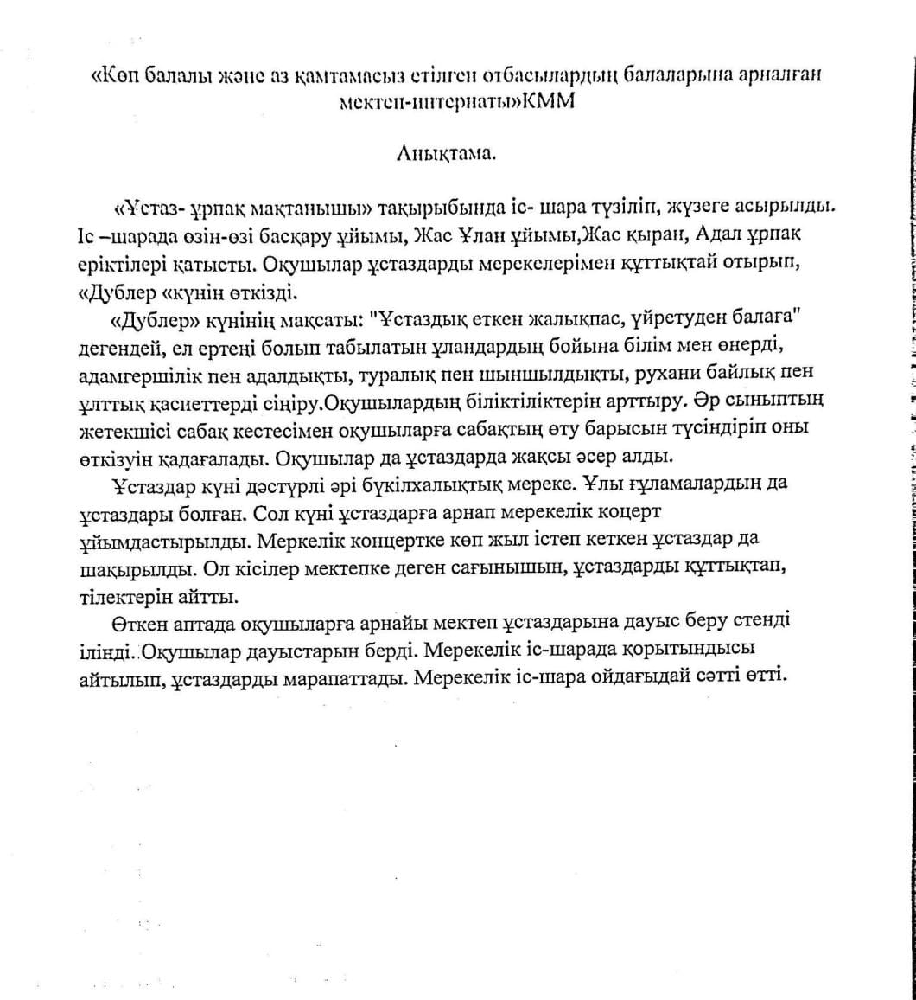 «Көп балалы және аз қамтамасыз етілген отбасылардың балаларына арналған
мектеп-интернаты»КММ
Анықтама.
«Ұстаз- ұрпақ мақтанышы» тақырыбында іс- шара түзіліп, жүзеге асырылды.
Іс –шарада өзін-өзі басқару ұйымы, Жас Ұлан ұйымы,Жас қыран, Адал ұрпақ
еріктілері қатысты. Оқушылар ұстаздарды мерекелерімен құттықтай отырып,
«Дублер «күнін өткізді.
«Дублер» күнінің мақсаты: "Ұстаздық еткен жалықпас, үйретуден балаға"
дегендей, ел ертеңі болып табылатын ұландардың бойына білім мен өнерді,
адамгершілік пен адалдықты, туралық пен шыншылдықты, рухани байлық пен
ұлттық қасиеттерді сіңіру.Оқушылардың біліктіліктерін арттыру. Әр сыныптың
жетекшісі сабақ кестесімен оқушыларға сабақтың өту барысын түсіндіріп оны
өткізуін қадағалады. Оқушылар да ұстаздарда жақсы әсер алды.
Ұстаздар күні дәстүрлі әрі бүкілхалықтық мереке. Ұлы ғұламалардың да
ұстаздары болған. Сол күні ұстаздарға арнап мерекелік коцерт
ұйымдастырылды. Меркелік концертке көп жыл істеп кеткен ұстаздар да
шақырылды. Ол кісілер мектепке деген сағынышын, ұстаздарды құттықтап,
тілектерін айтты.
Өткен аптада оқушыларға арнайы мектеп ұстаздарына дауыс беру стенді
ілінді. Оқушылар дауыстарын берді. Мерекелік іс-шарада қорытындысы
айтылып, ұстаздарды марапаттады. Мерекелік іс-шара ойдағыдай сәтті өтті.